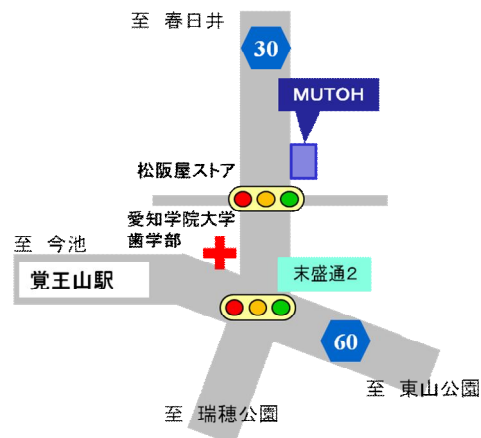 至 春日井
30
MUTOH
松阪屋ストア
愛知学院大学
歯学部
至 今池
覚王山駅
末盛通2
60
至 東山公園
至 瑞穂公園